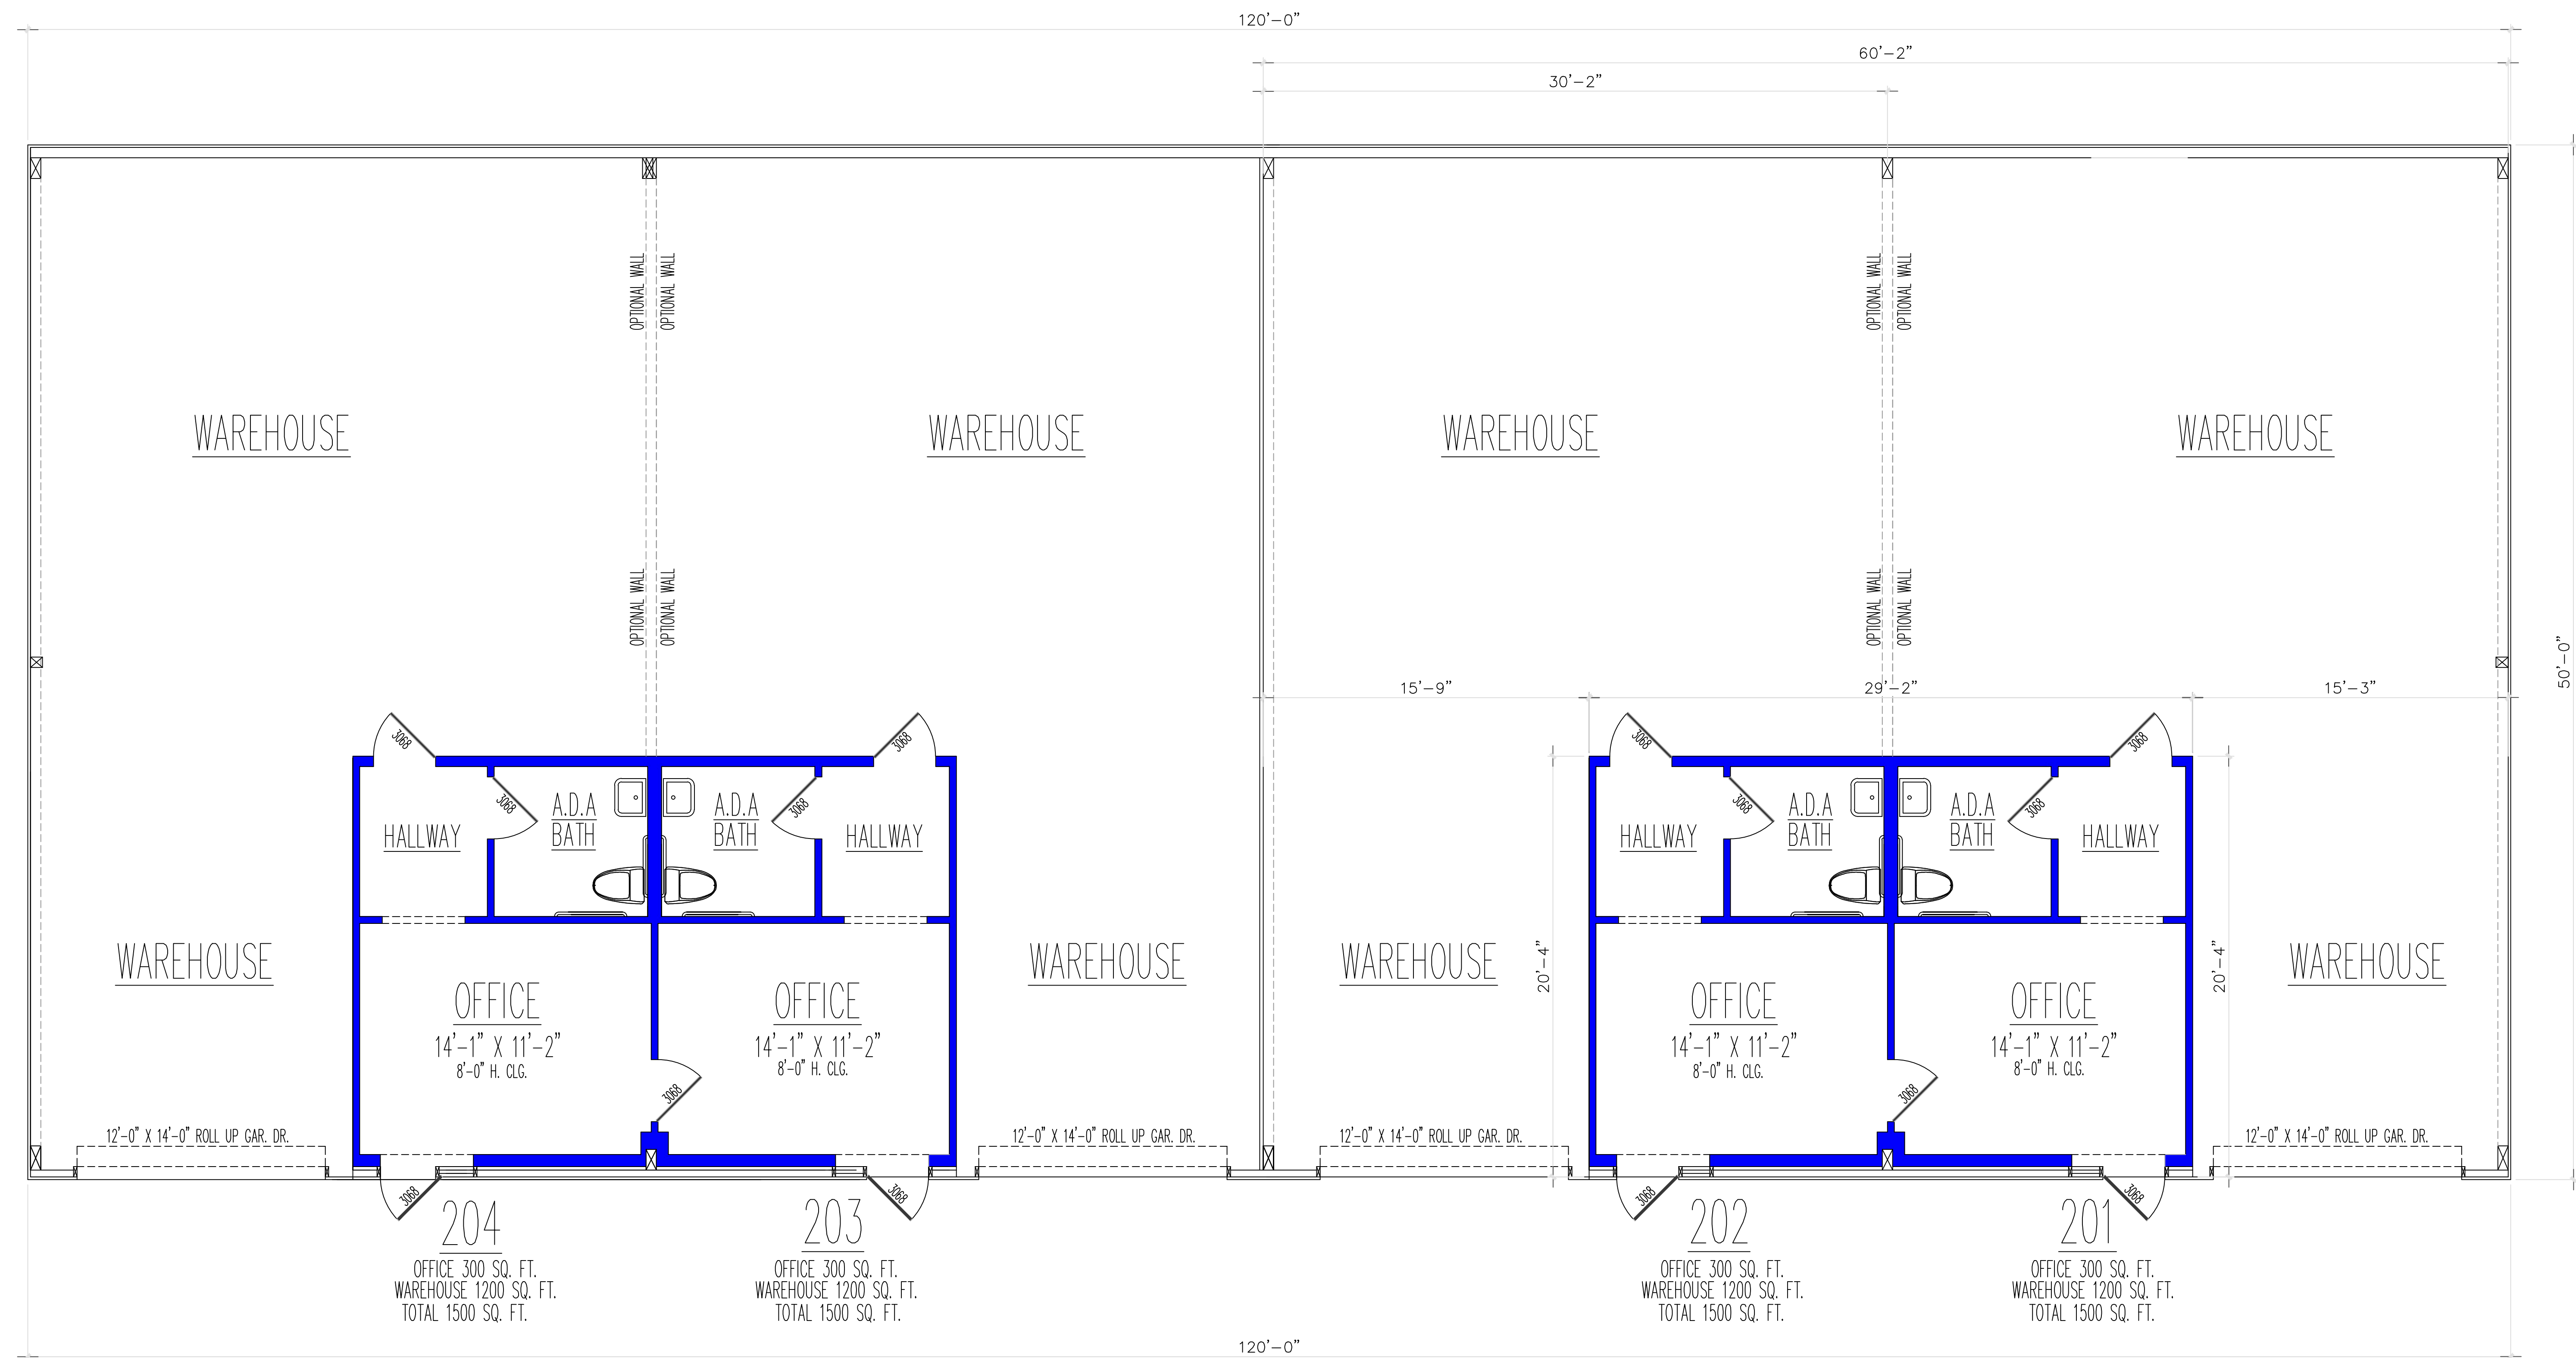 120'-0"
60'-2"
30'-2"
OPTIONAL WALL
OPTIONAL WALL
OPTIONAL WALL
OPTIONAL WALL
WAREHOUSE
WAREHOUSE
WAREHOUSE
WAREHOUSE
OPTIONAL WALL
OPTIONAL WALL
OPTIONAL WALL
OPTIONAL WALL
50'-0"
15'-9"
29'-2"
15'-3"
3068
3068
3068
3068
3068
3068
3068
3068
HALLWAY
A.D.A
BATH
A.D.A
BATH
HALLWAY
HALLWAY
A.D.A
BATH
A.D.A
BATH
HALLWAY
WAREHOUSE
WAREHOUSE
WAREHOUSE
20'-4"
20'-4"
WAREHOUSE
OFFICE
14'-1" X 11'-2"
8'-0" H. CLG.
OFFICE
14'-1" X 11'-2"
8'-0" H. CLG.
OFFICE
14'-1" X 11'-2"
8'-0" H. CLG.
OFFICE
14'-1" X 11'-2"
8'-0" H. CLG.
3068
3068
12'-0" X 14'-0" ROLL UP GAR. DR.
12'-0" X 14'-0" ROLL UP GAR. DR.
12'-0" X 14'-0" ROLL UP GAR. DR.
12'-0" X 14'-0" ROLL UP GAR. DR.
3068
3068
3068
3068
204
OFFICE 300 SQ. FT.
WAREHOUSE 1200 SQ. FT.
TOTAL 1500 SQ. FT.
203
OFFICE 300 SQ. FT.
WAREHOUSE 1200 SQ. FT.
TOTAL 1500 SQ. FT.
202
OFFICE 300 SQ. FT.
WAREHOUSE 1200 SQ. FT.
TOTAL 1500 SQ. FT.
201
OFFICE 300 SQ. FT.
WAREHOUSE 1200 SQ. FT.
TOTAL 1500 SQ. FT.
120'-0"